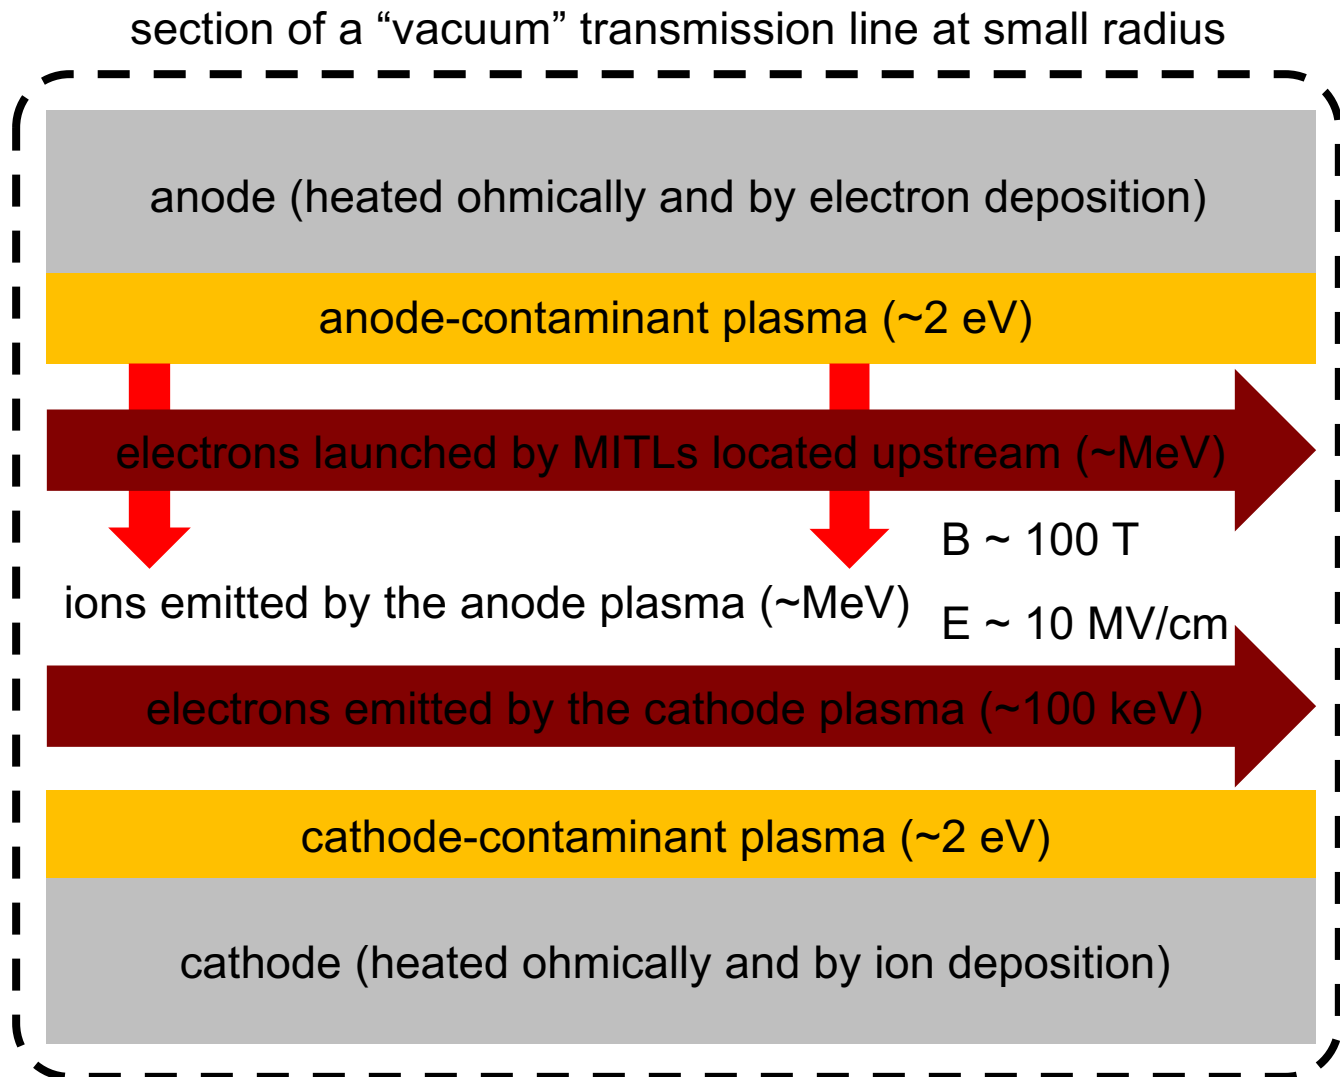 section of a “vacuum” transmission line at small radius
anode (heated ohmically and by electron deposition)
anode-contaminant plasma (~2 eV)
electrons launched by MITLs located upstream (~MeV)
B ~ 100 T
ions emitted by the anode plasma (~MeV)
E ~ 10 MV/cm
electrons emitted by the cathode plasma (~100 keV)
cathode-contaminant plasma (~2 eV)
cathode (heated ohmically and by ion deposition)